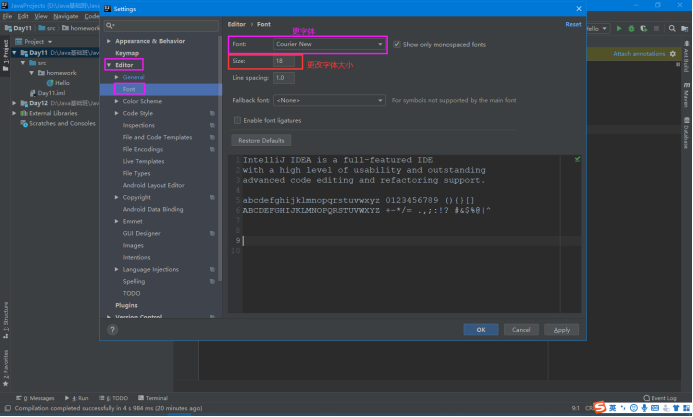 JavaProjects [D:\Java基础班]
Settings
File Edit View Navigate
Day11 src homework
Hello
Project
Day11 D:\Java基础班
src
homework
Hello
Day11.iml
Day12 D:\Java基础班
External Libraries
Scratches and Consoles
Appearance & Behavior
Keymap
Editor
General
Font
Color Scheme
Code Style
Inspections
File and Code Templates
File Encodings
Live Templates
File Types
Android Layout Editor
Copyright
Android Data Binding
Emmet
GUI Designer
Images
Intentions
Language Injections
Spelling
TODO
Plugins
Version Control
Editor › Font
Reset
更字体
Font: Courier New
Show only monospaced fonts
Size: 18
更改字体大小
Line spacing: 1.0
Fallback font: <None>
For symbols not supported by the main font
Enable font ligatures
Restore Defaults
1 IntelliJ IDEA is a full-featured IDE
2 with a high level of usability and outstanding
3 advanced code editing and refactoring support.
4
5 abcdefghijklmnopqrstuvwxyz 0123456789 (){}[]
6 ABCDEFGHIJKLMNOPQRSTUVWXYZ +-*/= .,;:!? #&$%@|^
7
8
9
10
?
OK
Cancel
Apply
Attach annotations
Ant Build
Maven
Database
1: Project
7: Structure
2: Favorites
0: Messages
4: Run
6: TODO
Terminal
Event Log
Compilation completed successfully in 4 s 984 ms (20 minutes ago)
9:1
英